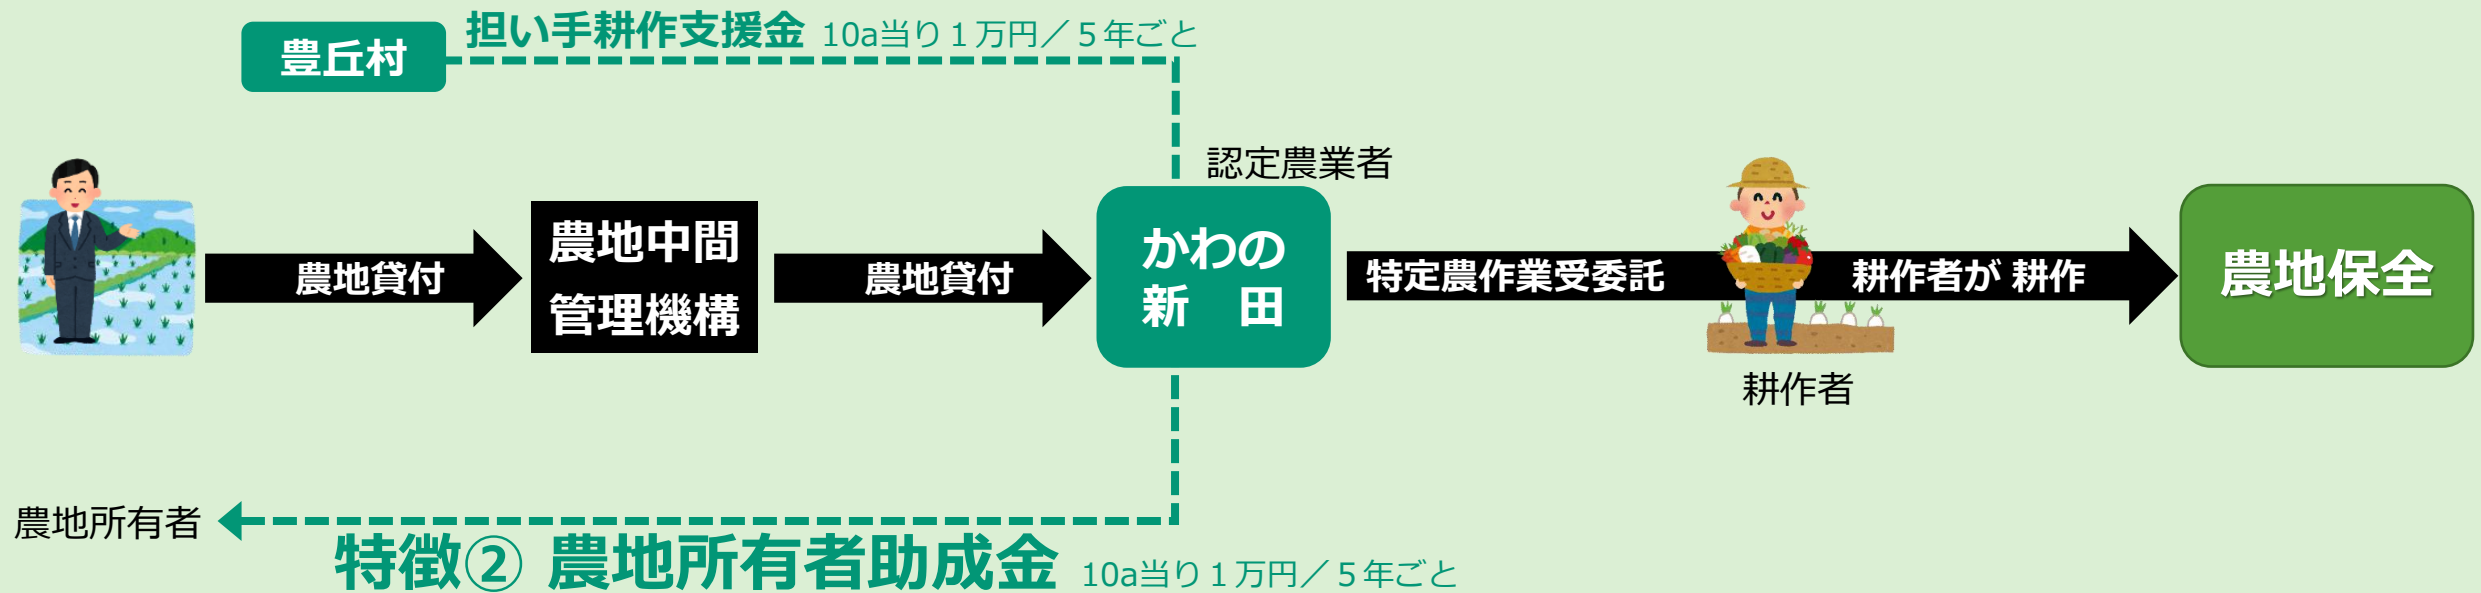 豊丘村
担い手耕作支援金 10a当り１万円／５年ごと
認定農業者
農地貸付
農地中間
管理機構
農地貸付
かわの
新　田
特定農作業受委託
耕作者が 耕作
農地保全
耕作者
農地所有者
特徴② 農地所有者助成金 10a当り１万円／５年ごと